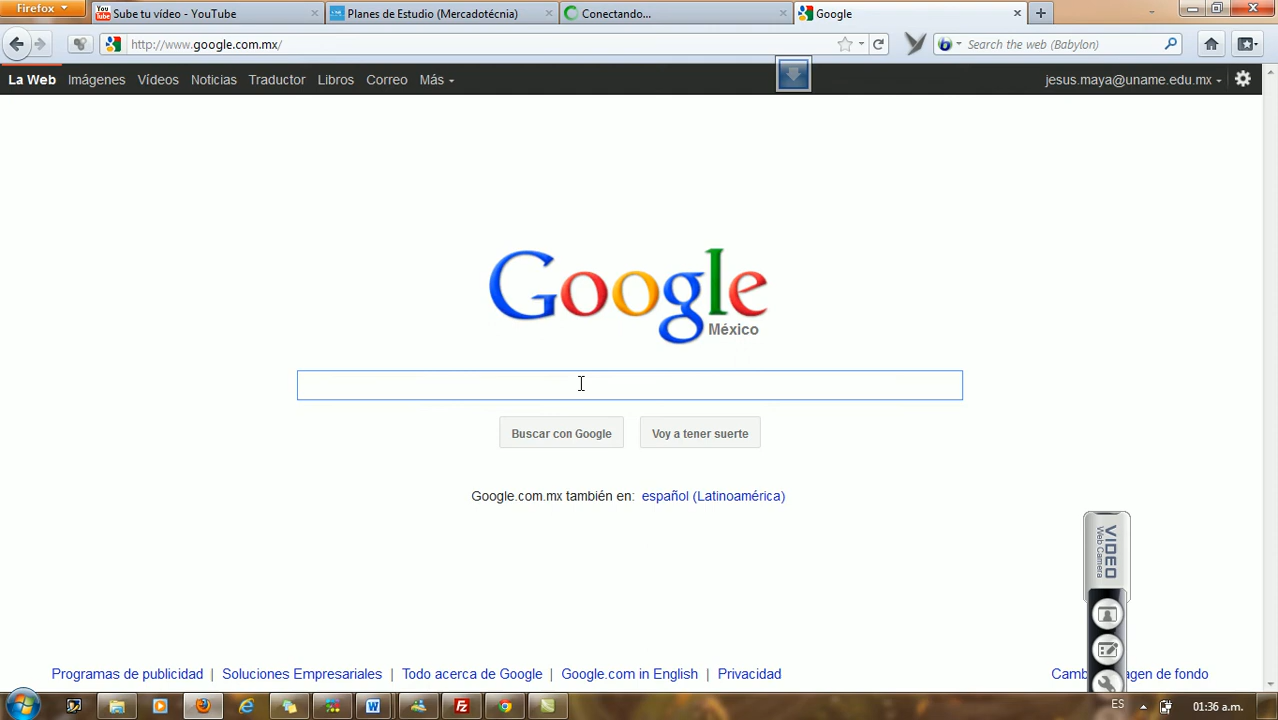 Firefox
You Tube Sube tu vídeo - YouTube
Planes de Estudio (Mercadotécnia)
Conectando...
Google
http://www.google.com.mx/
Search the web (Babylon)
La Web Imágenes Vídeos Noticias Traductor Libros Correo Más
jesus.maya@uname.edu.mx
Google
México
Buscar con Google
Voy a tener suerte
Google.com.mx también en: español (Latinoamérica)
VIDEO
Web Camera
Programas de publicidad | Soluciones Empresariales | Todo acerca de Google | Google.com in English | Privacidad
agen de fondo
ES
01:36 a.m.